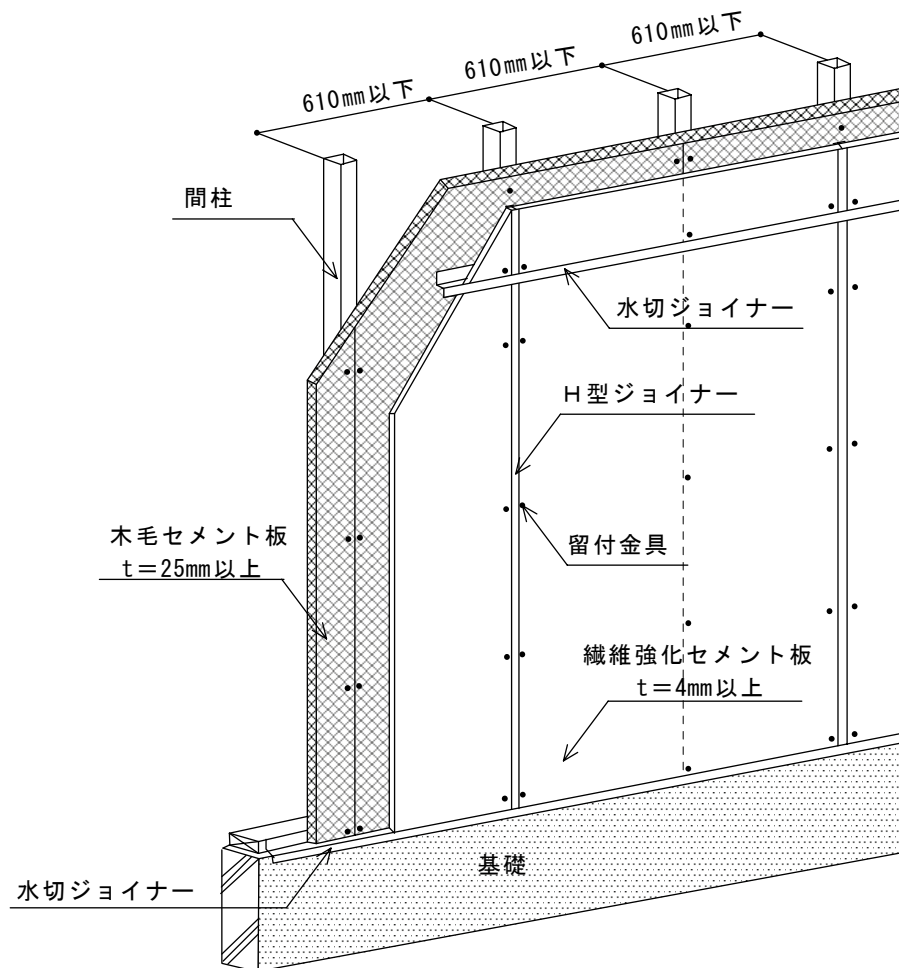 610mm以下
610mm以下
610mm以下
間柱
水切ジョイナー
H型ジョイナー
木毛セメント板
t=25mm以上
留付金具
繊維強化セメント板
t=4mm以上
基礎
水切ジョイナー